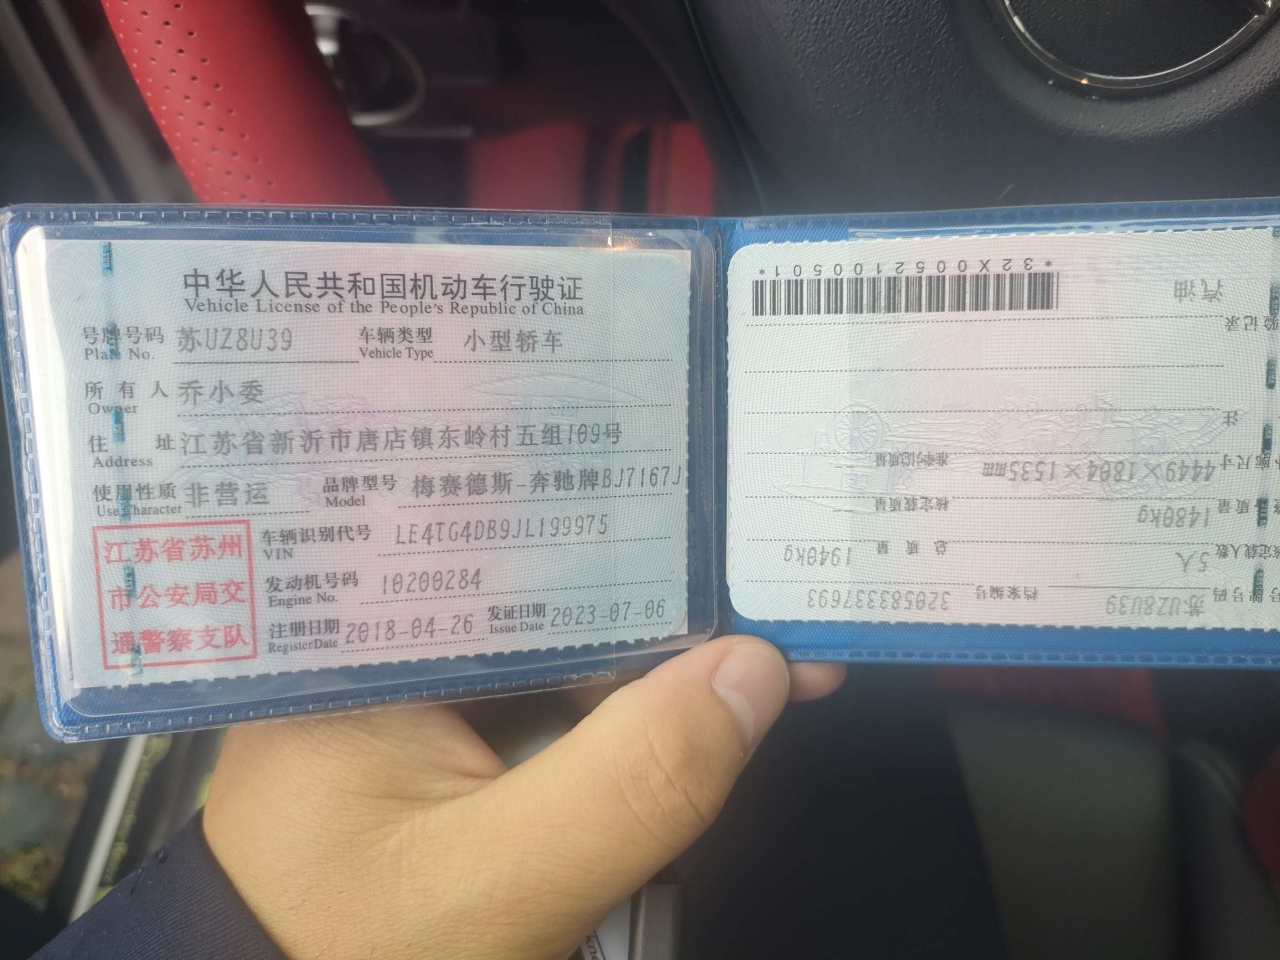 中华人民共和国机动车行驶证
Vehicle License of the People's Republic of China
号牌号码 苏UZ8U39 车辆类型 小型轿车
Plate No. Vehicle Type
所有人 乔小委
Owner
住址 江苏省新沂市唐店镇东岭村五组109号
Address
使用性质 非营运 品牌型号 梅赛德斯-奔驰牌BJ7167J
Use Character Model
江苏省苏州
市公安局交
通警察支队
车辆识别代号 LE4TG4DB9JL199975
VIN
发动机号码 10200284
Engine No.
注册日期 2018-04-26 发证日期 2023-07-06
Register Date Issue Date
号牌号码 苏UZ8U39 档案编号 320583337693
核定载人数 5人 总质量 1940kg
质量 1480kg 核定载质量
尺寸 4449×1804×1535mm 准牵引总质量
注
验记录
汽油
*32X0052100501*